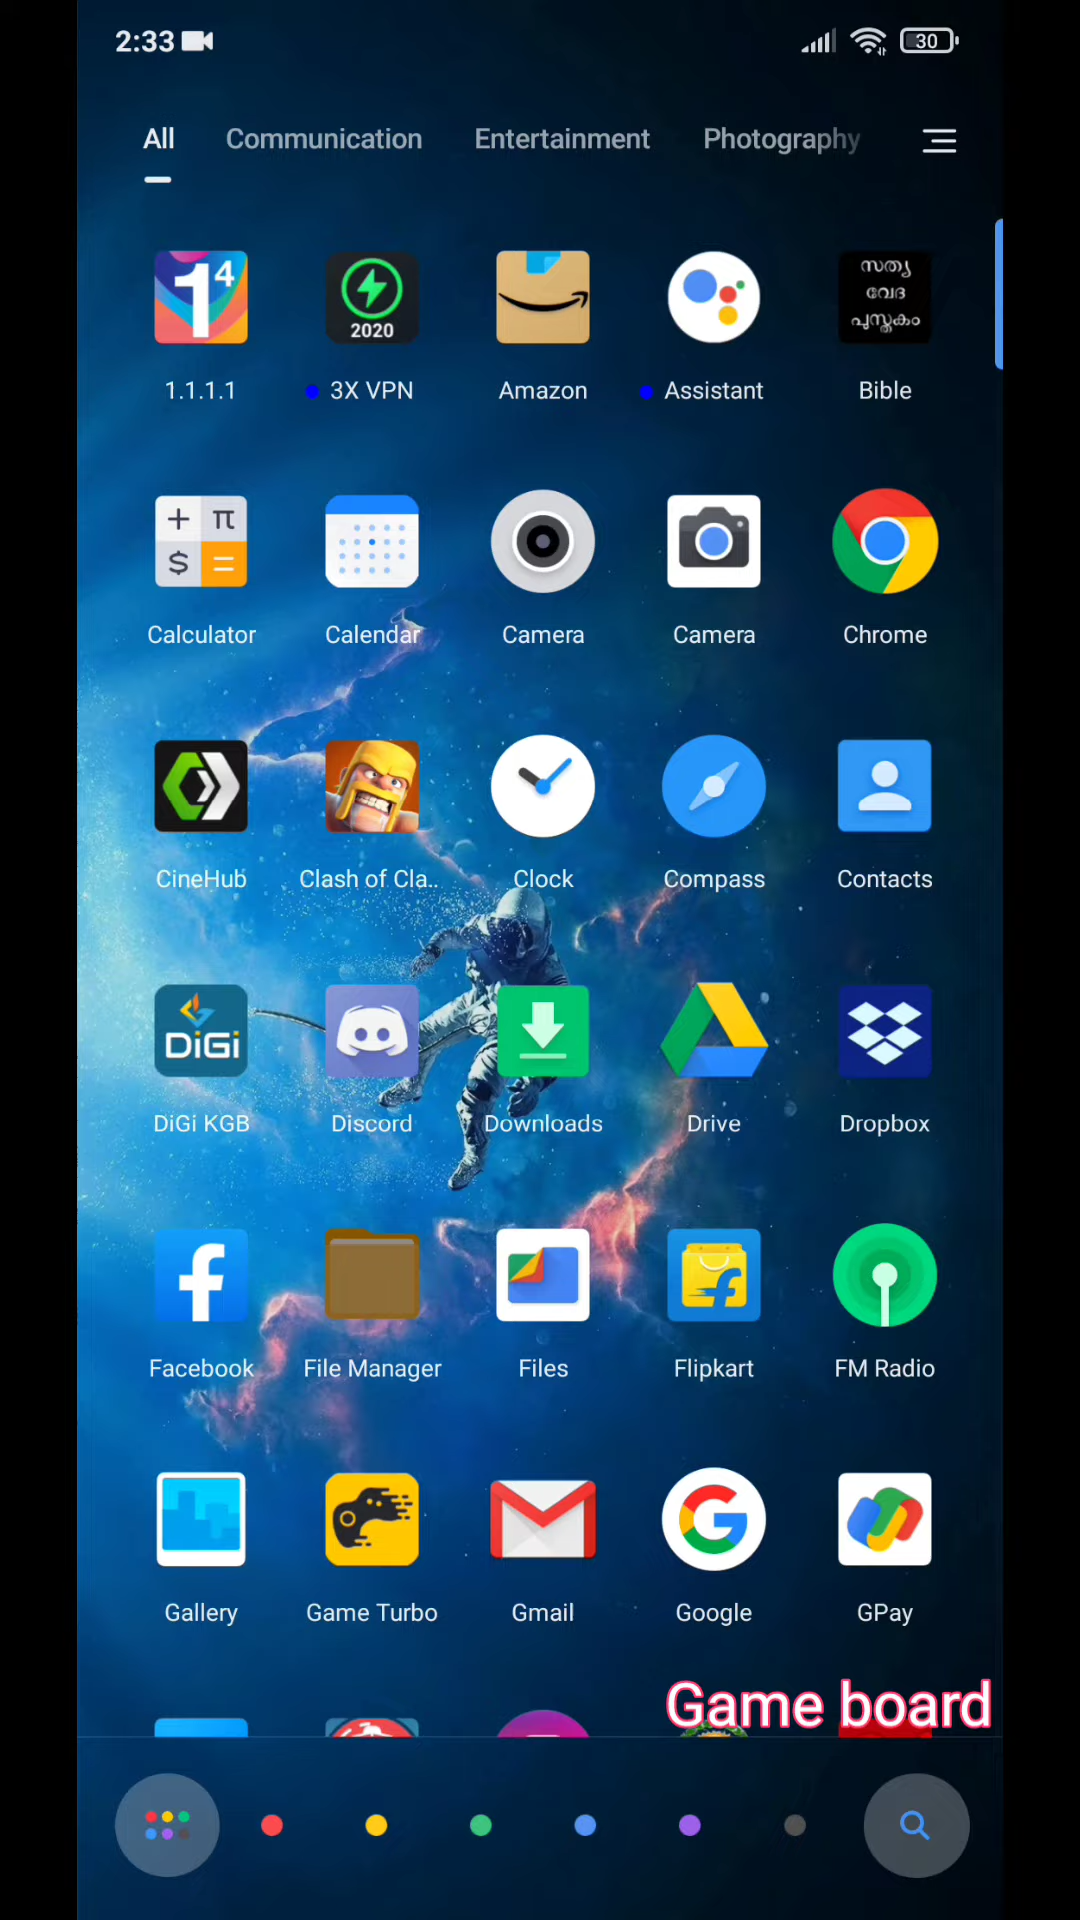 2:33
30
All Communication Entertainment Photography
1⁴
2020
സത്യ
വേദ
പുസ്തകം
1.1.1.1 3X VPN Amazon Assistant Bible
+ π
$ =
Calculator Calendar Camera Camera Chrome
CineHub Clash of Cla.. Clock Compass Contacts
DiGi
DiGi KGB Discord Downloads Drive Dropbox
Facebook File Manager Files Flipkart FM Radio
Gallery Game Turbo Gmail Google GPay
Game board